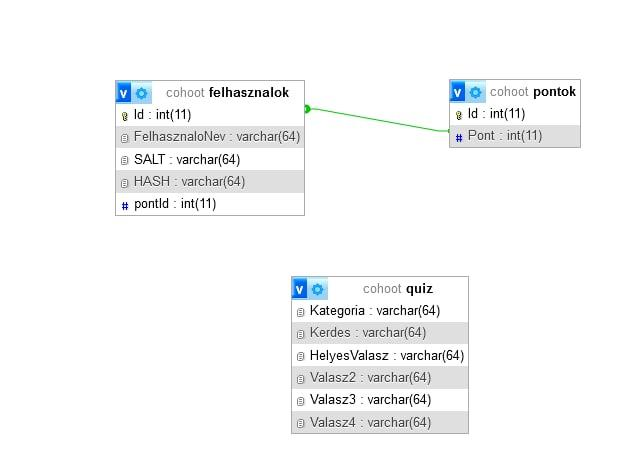 v cohoot felhasznalok
Id : int(11)
FelhasznaloNev : varchar(64)
SALT : varchar(64)
HASH : varchar(64)
# pontId : int(11)
v cohoot pontok
Id : int(11)
# Pont : int(11)
v cohoot quiz
Kategoria : varchar(64)
Kerdes : varchar(64)
HelyesValasz : varchar(64)
Valasz2 : varchar(64)
Valasz3 : varchar(64)
Valasz4 : varchar(64)